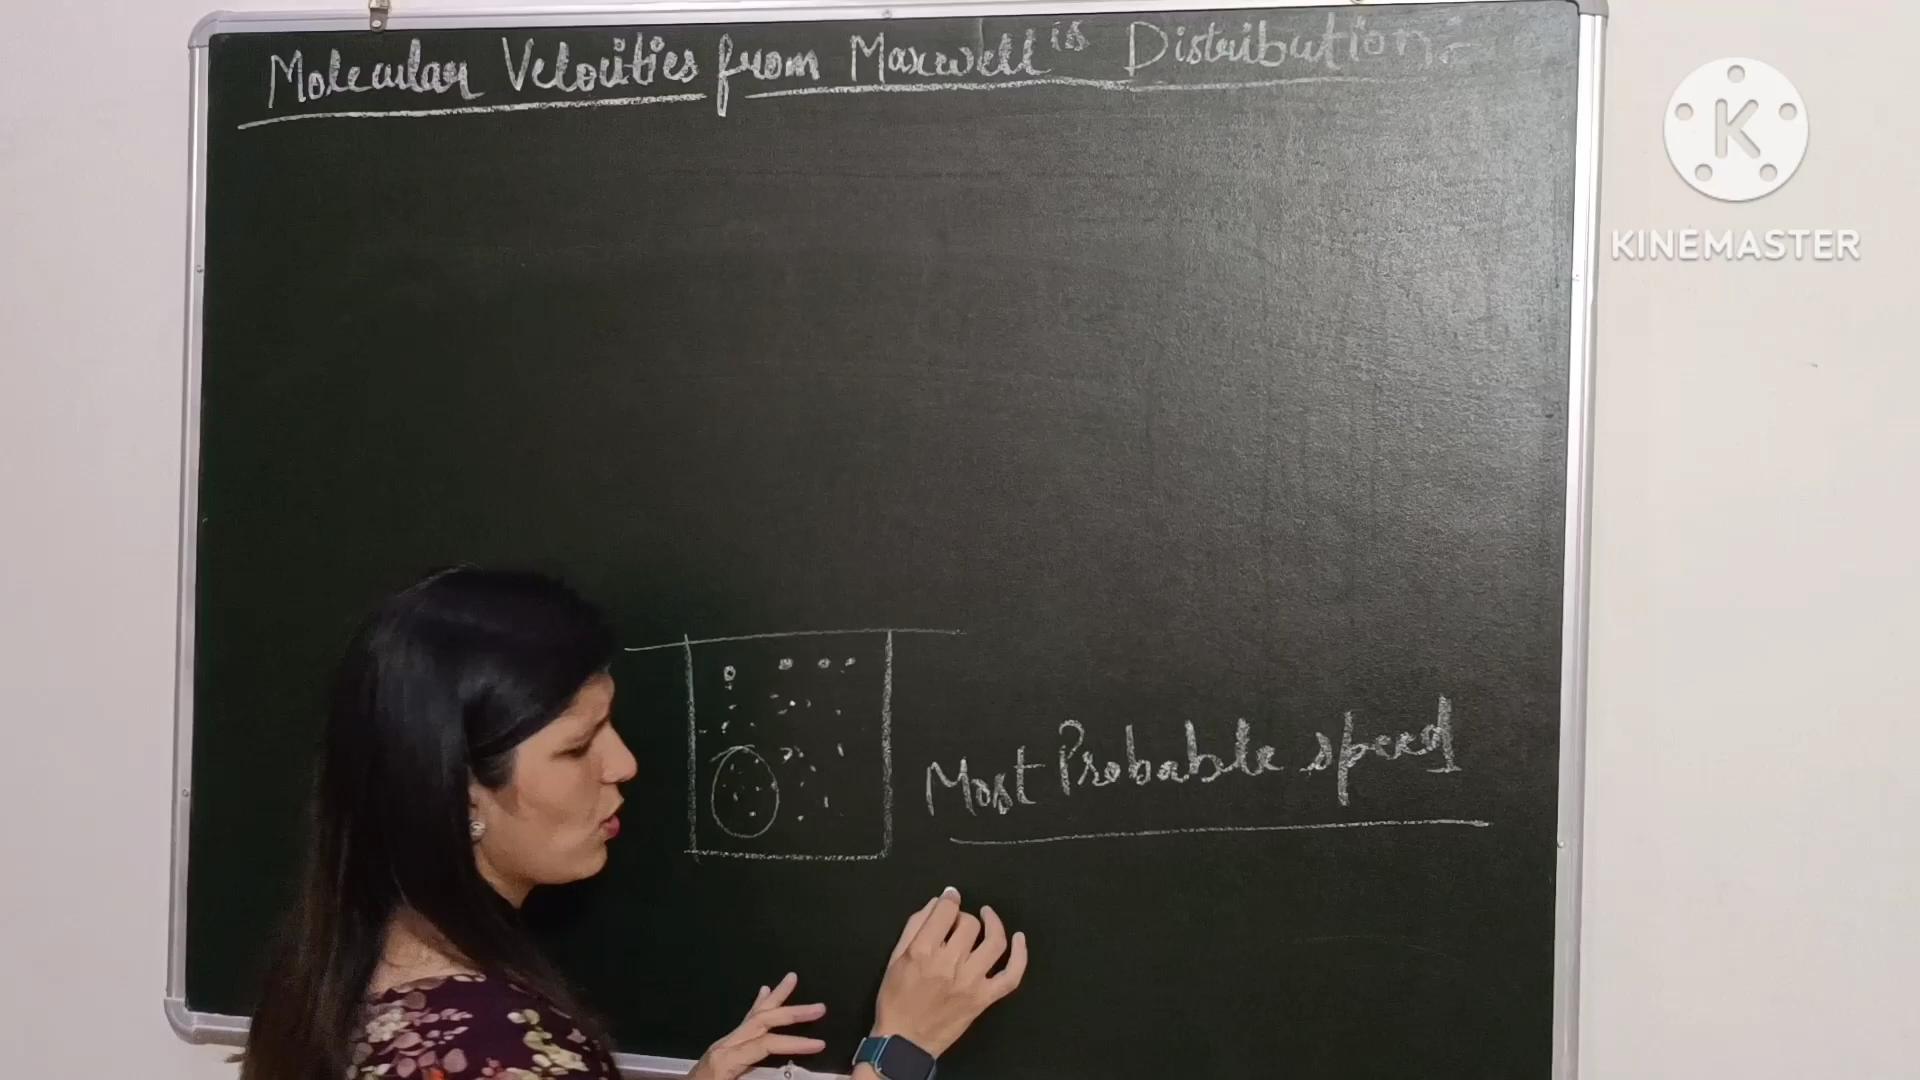 Molecular Velocities from Maxwell's Distribution:-
K
KINEMASTER
Most Probable speed